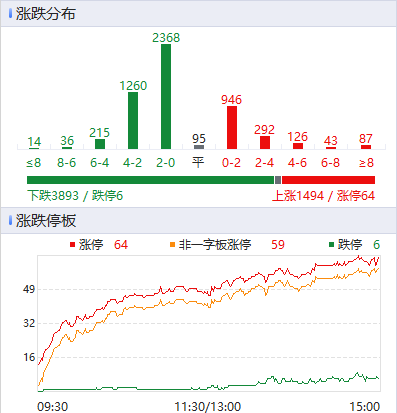 涨跌分布
14 36 215 1260 2368 95 946 292 126 43 87
≤8 8-6 6-4 4-2 2-0 平 0-2 2-4 4-6 6-8 ≥8
下跌3893 / 跌停6 上涨1494 / 涨停64
涨跌停板
涨停 64 非一字板涨停 59 跌停 6
49
32
16
09:30 11:30/13:00 15:00